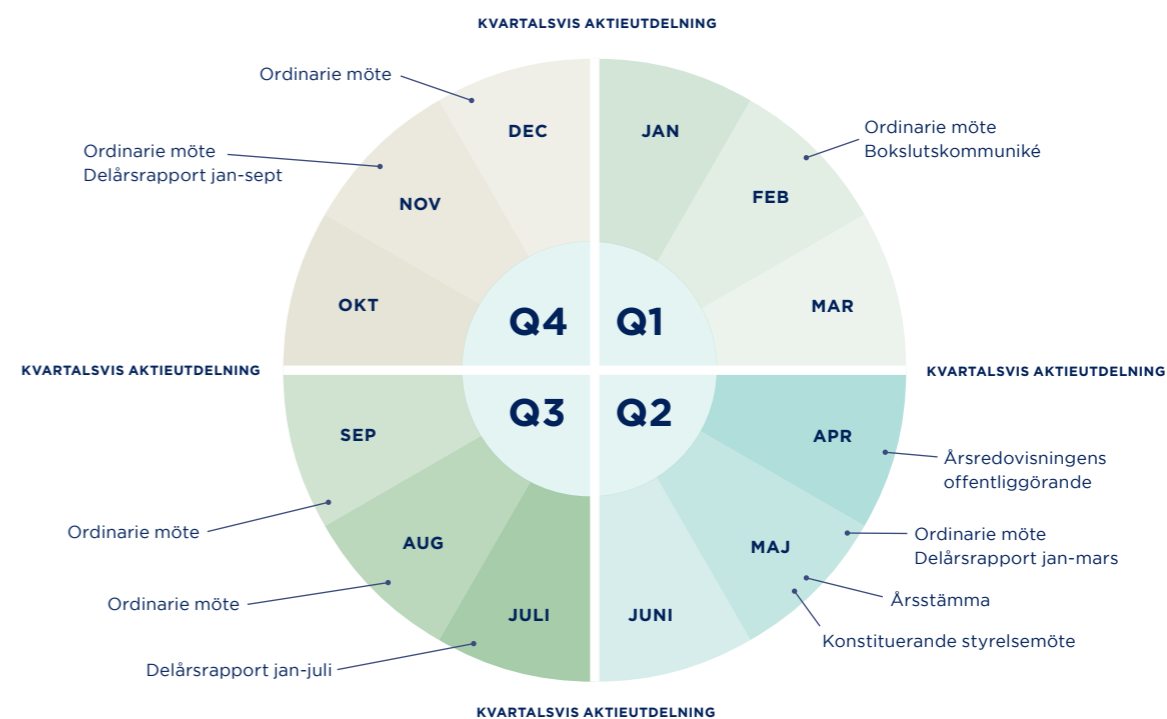 KVARTALSVIS AKTIEUTDELNING
Ordinarie möte
DEC
JAN
Ordinarie möte
Bokslutskommuniké
Ordinarie möte
Delårsrapport jan-sept
NOV
FEB
OKT
MAR
Q4
Q1
KVARTALSVIS AKTIEUTDELNING
KVARTALSVIS AKTIEUTDELNING
Q3
Q2
SEP
APR
Årsredovisningens
offentliggörande
Ordinarie möte
AUG
MAJ
Ordinarie möte
Delårsrapport jan-mars
Ordinarie möte
Årsstämma
JULI
JUNI
Konstituerande styrelsemöte
Delårsrapport jan-juli
KVARTALSVIS AKTIEUTDELNING